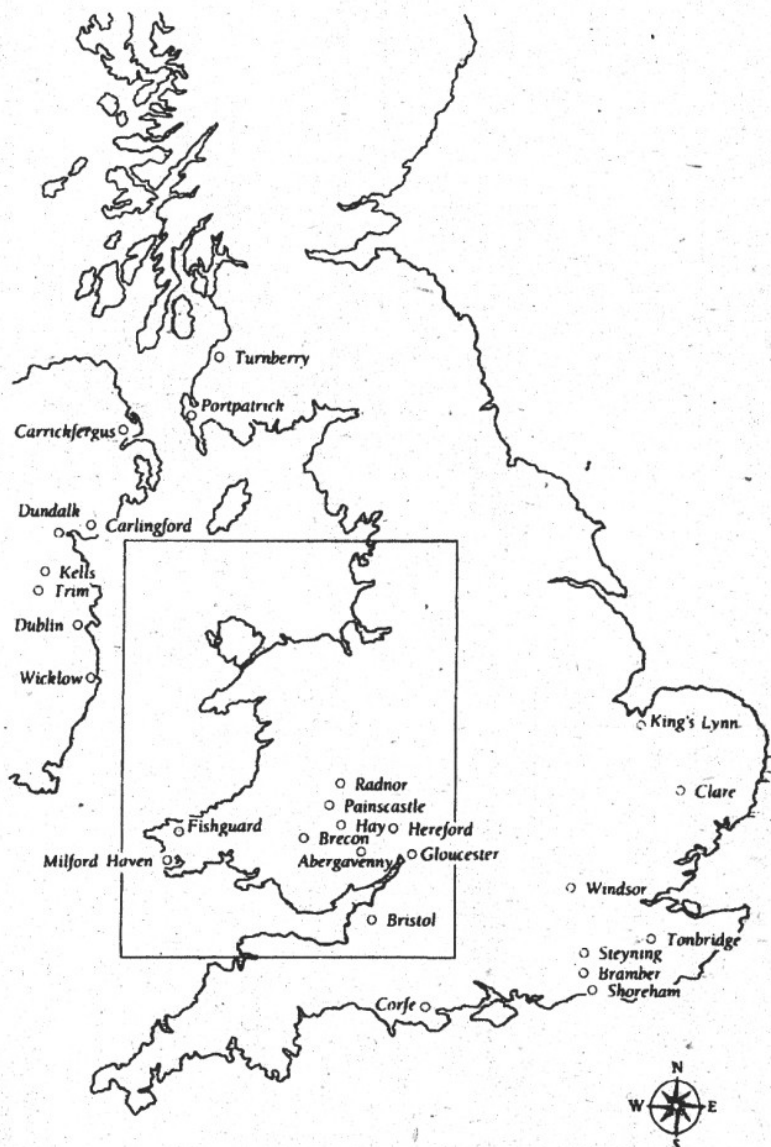 Turnberry
Portpatrick
Carrickfergus
Dundalk
Carlingford
Kells
Trim
Dublin
Wicklow
King's Lynn
Radnor
Clare
Painscastle
Fishguard
Hay
Hereford
Brecon
Milford Haven
Abergavenny
Gloucester
Windsor
Bristol
Tonbridge
Steyning
Bramber
Shoreham
Corfe
N
W
E
S